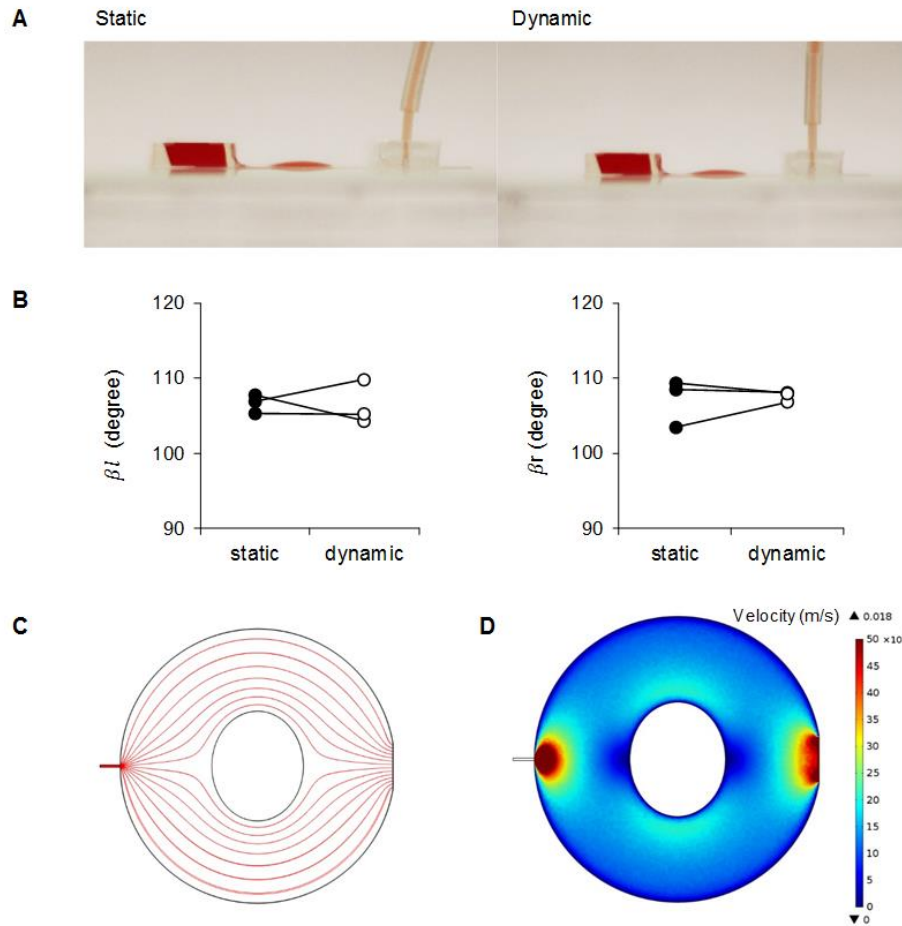 A
Static
Dynamic
B
120
110
100
90
βl (degree)
static
dynamic
120
110
100
90
βr (degree)
static
dynamic
C
D
Velocity (m/s)
▲ 0.018
50 ×10
45
40
35
30
25
20
15
10
5
0
▼ 0